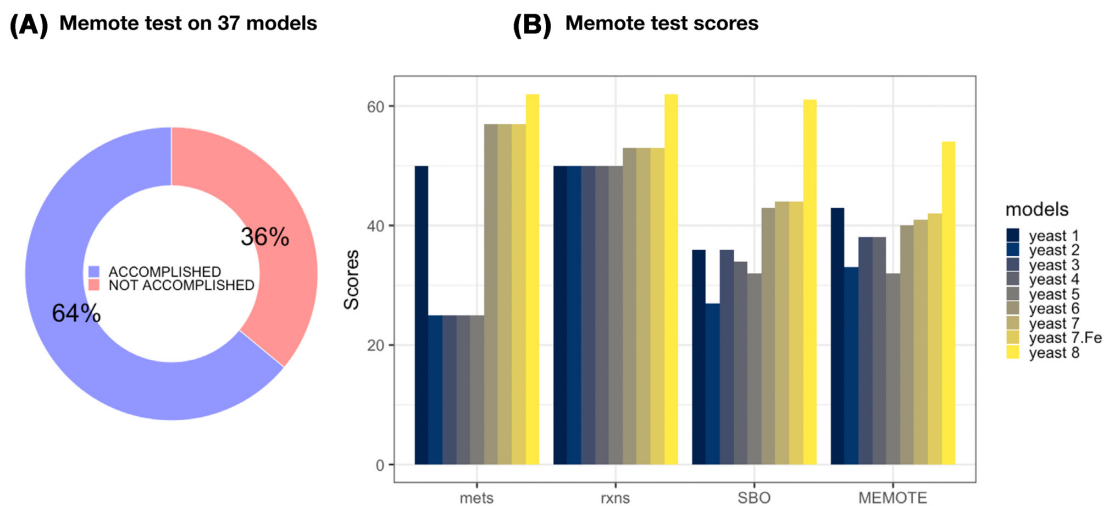 (A) Memote test on 37 models
36%
ACCOMPLISHED
NOT ACCOMPLISHED
64%
(B) Memote test scores
Scores
60
40
20
0
mets
rxns
SBO
MEMOTE
models
yeast 1
yeast 2
yeast 3
yeast 4
yeast 5
yeast 6
yeast 7
yeast 7.Fe
yeast 8